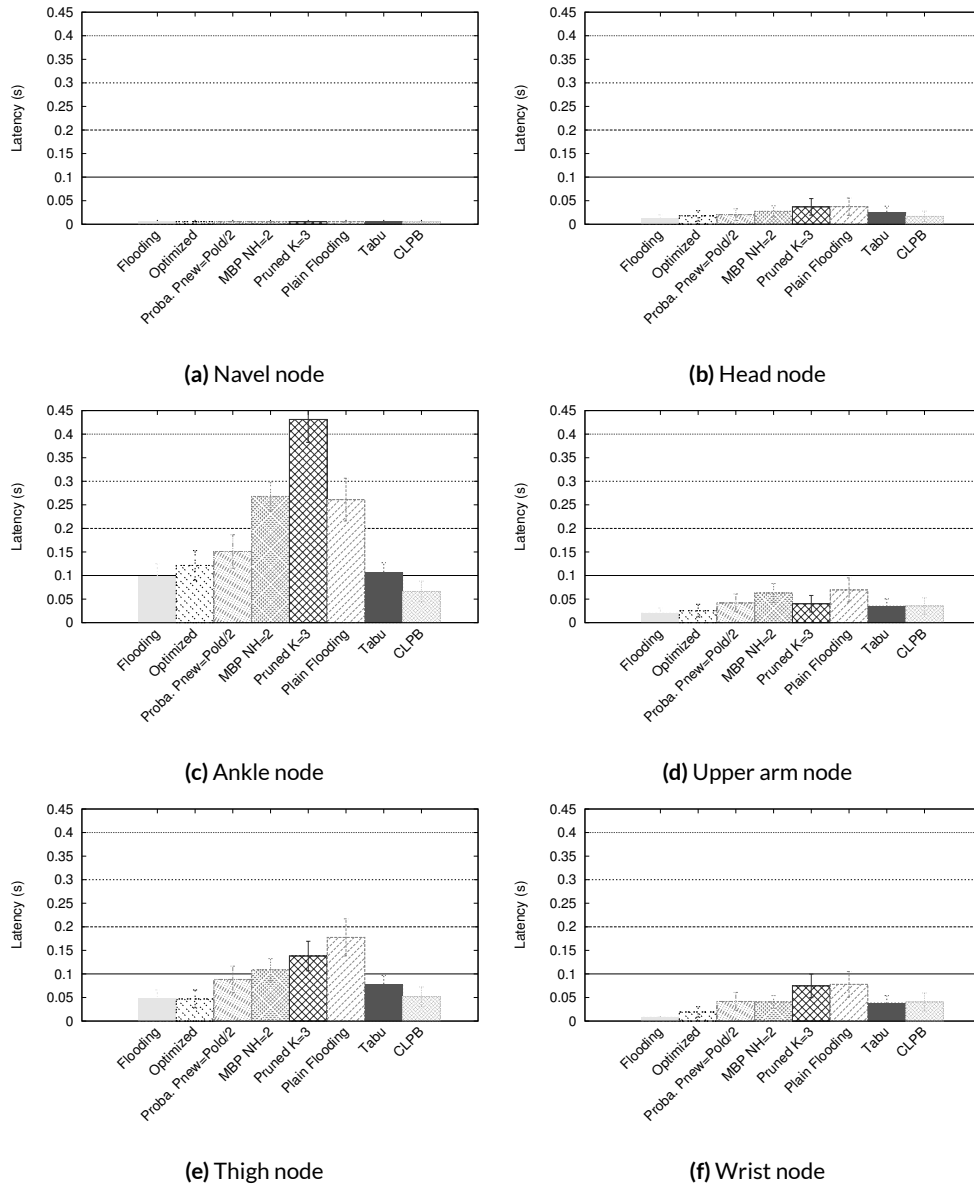 0.45
0.4
0.35
0.3
0.25
0.2
0.15
0.1
0.05
0
Latency (s)
Flooding
Optimized
Proba. Pnew=Pold/2
MBP NH=2
Pruned K=3
Plain Flooding
Tabu
CLPB
(a) Navel node
0.45
0.4
0.35
0.3
0.25
0.2
0.15
0.1
0.05
0
Latency (s)
Flooding
Optimized
Proba. Pnew=Pold/2
MBP NH=2
Pruned K=3
Plain Flooding
Tabu
CLPB
(b) Head node
0.45
0.4
0.35
0.3
0.25
0.2
0.15
0.1
0.05
0
Latency (s)
Flooding
Optimized
Proba. Pnew=Pold/2
MBP NH=2
Pruned K=3
Plain Flooding
Tabu
CLPB
(c) Ankle node
0.45
0.4
0.35
0.3
0.25
0.2
0.15
0.1
0.05
0
Latency (s)
Flooding
Optimized
Proba. Pnew=Pold/2
MBP NH=2
Pruned K=3
Plain Flooding
Tabu
CLPB
(d) Upper arm node
0.45
0.4
0.35
0.3
0.25
0.2
0.15
0.1
0.05
0
Latency (s)
Flooding
Optimized
Proba. Pnew=Pold/2
MBP NH=2
Pruned K=3
Plain Flooding
Tabu
CLPB
(e) Thigh node
0.45
0.4
0.35
0.3
0.25
0.2
0.15
0.1
0.05
0
Latency (s)
Flooding
Optimized
Proba. Pnew=Pold/2
MBP NH=2
Pruned K=3
Plain Flooding
Tabu
CLPB
(f) Wrist node